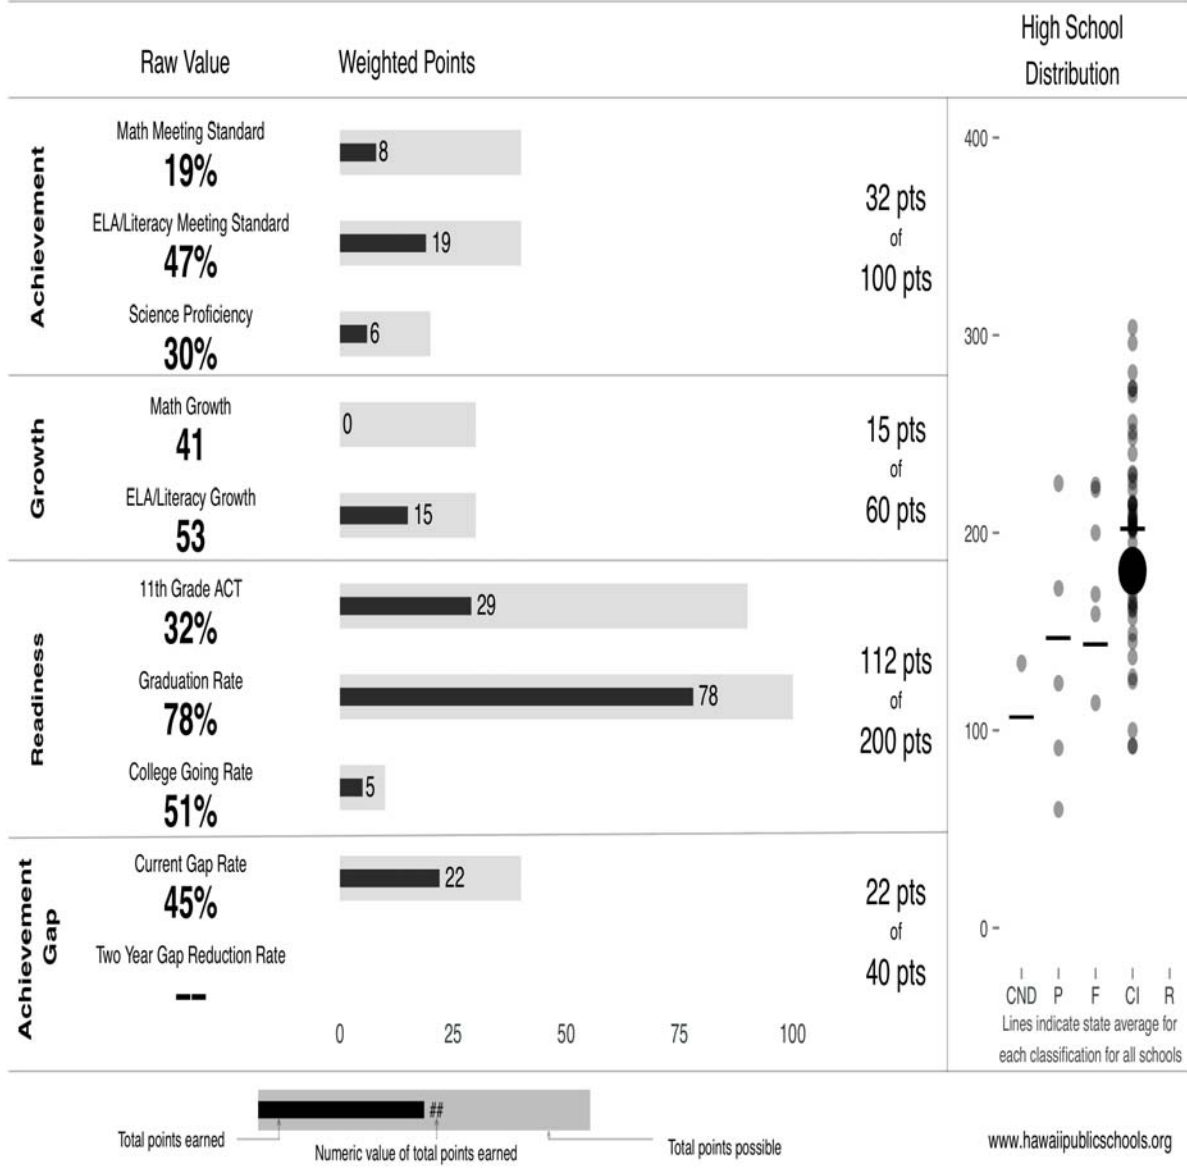 Raw Value
Weighted Points
High School
Distribution
Achievement
Math Meeting Standard
19%
8
ELA/Literacy Meeting Standard
47%
19
Science Proficiency
30%
6
32 pts
of
100 pts
Growth
Math Growth
41
0
ELA/Literacy Growth
53
15
15 pts
of
60 pts
Readiness
11th Grade ACT
32%
29
Graduation Rate
78%
78
College Going Rate
51%
5
112 pts
of
200 pts
Achievement
Gap
Current Gap Rate
45%
22
Two Year Gap Reduction Rate
--
22 pts
of
40 pts
0 25 50 75 100
400
300
200
100
0
CND P F CI R
Lines indicate state average for
each classification for all schools
##
Total points earned
Numeric value of total points earned
Total points possible
www.hawaiipublicschools.org